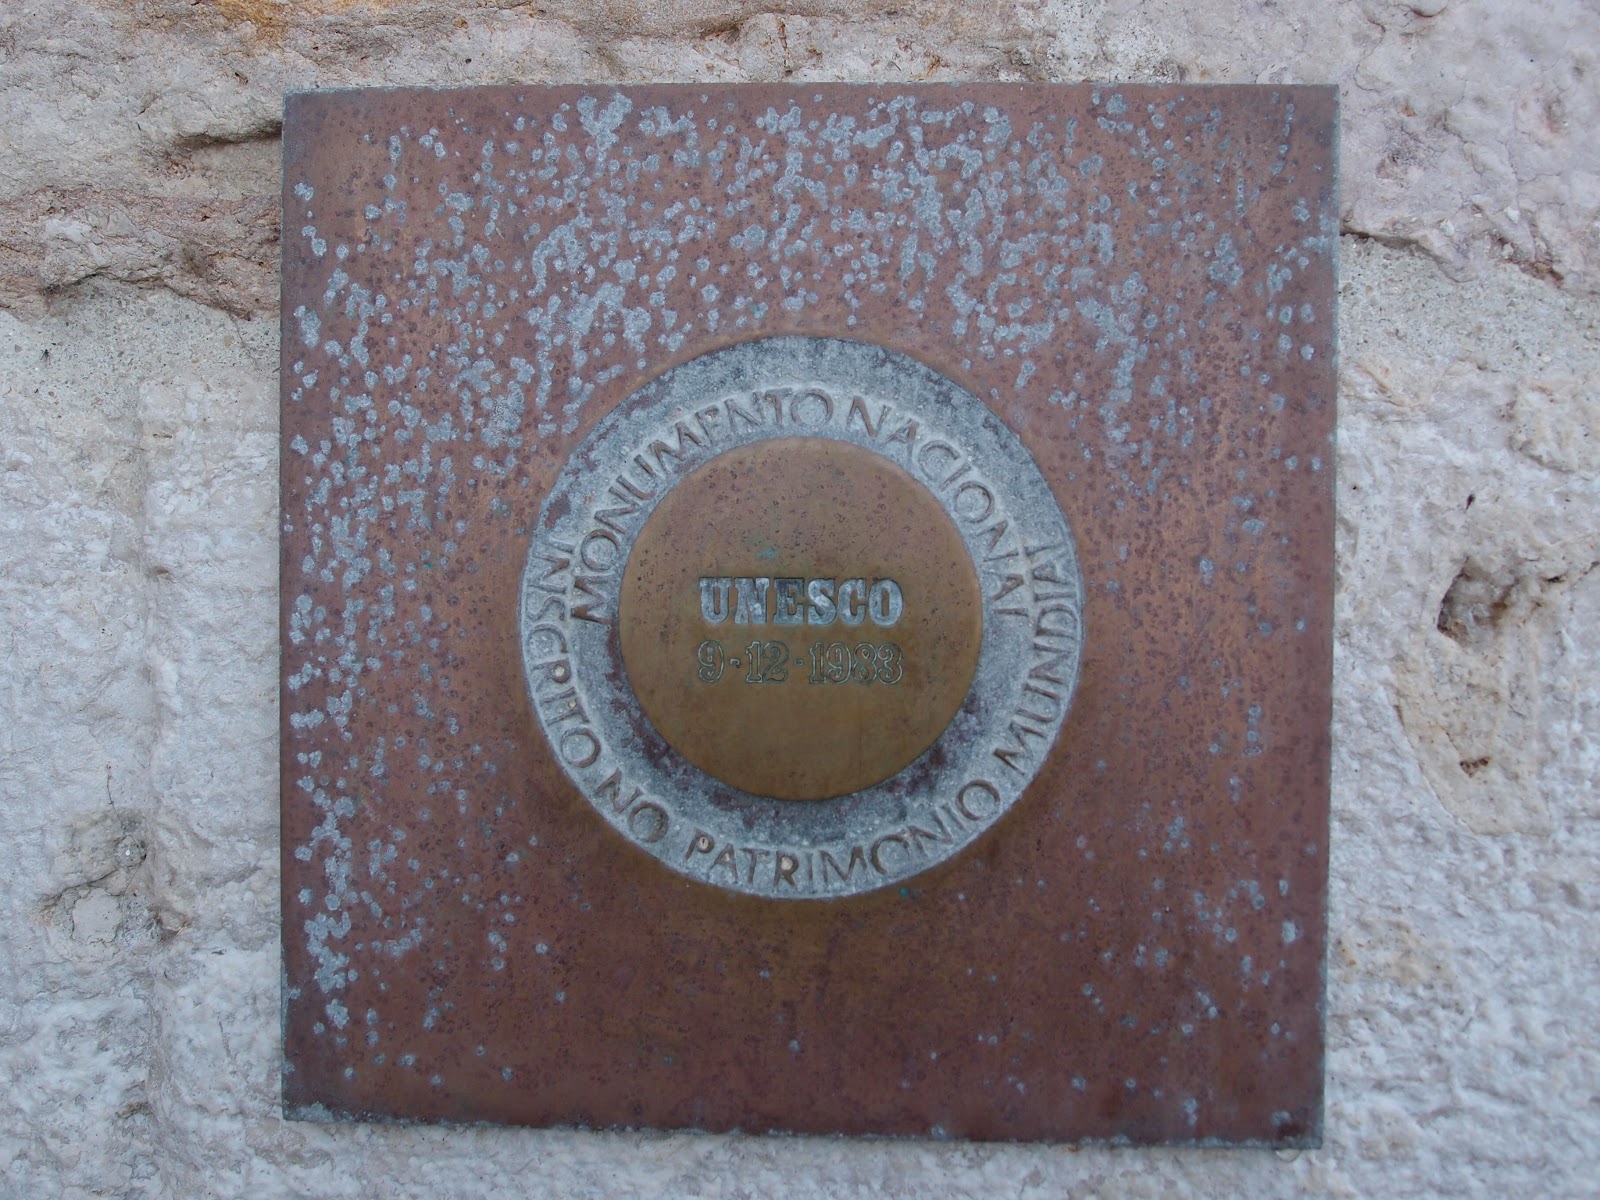 MONUMENTO NACIONAL
UNESCO
9-12-1983
INSCRITO NO PATRIMONIO MUNDIAL